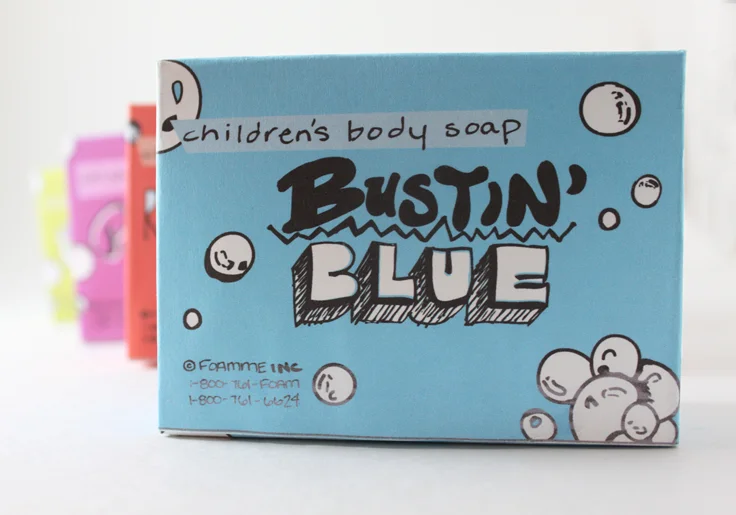 children's body soap
BUSTIN'
BLUE
© FOAMME INC
1-800-761-FOAM
1-800-761-6624